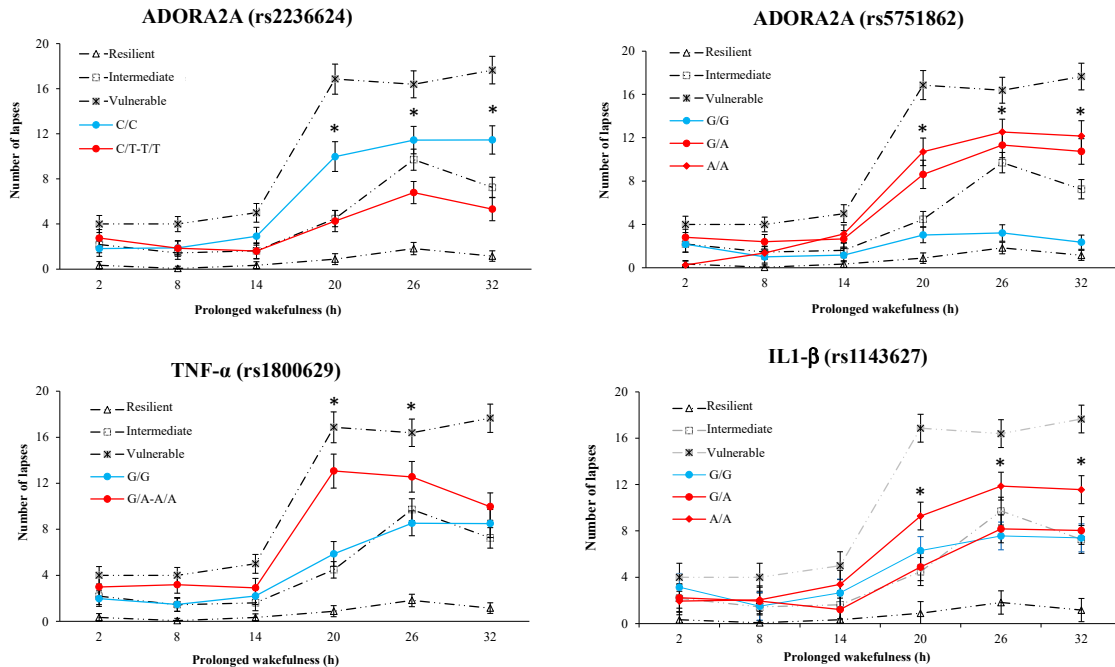 ADORA2A (rs2236624)
20
16
12
8
4
0
Number of lapses
Resilient
Intermediate
Vulnerable
C/C
C/T-T/T
* * *
2 8 14 20 26 32
Prolonged wakefulness (h)
ADORA2A (rs5751862)
20
16
12
8
4
0
Number of lapses
Resilient
Intermediate
Vulnerable
G/G
G/A
A/A
* * *
2 8 14 20 26 32
Prolonged wakefulness (h)
TNF-α (rs1800629)
20
16
12
8
4
0
Number of lapses
Resilient
Intermediate
Vulnerable
G/G
G/A-A/A
* *
2 8 14 20 26 32
Prolonged wakefulness (h)
IL1-β (rs1143627)
20
16
12
8
4
0
Number of lapses
Resilient
Intermediate
Vulnerable
G/G
G/A
A/A
* * *
2 8 14 20 26 32
Prolonged wakefulness (h)